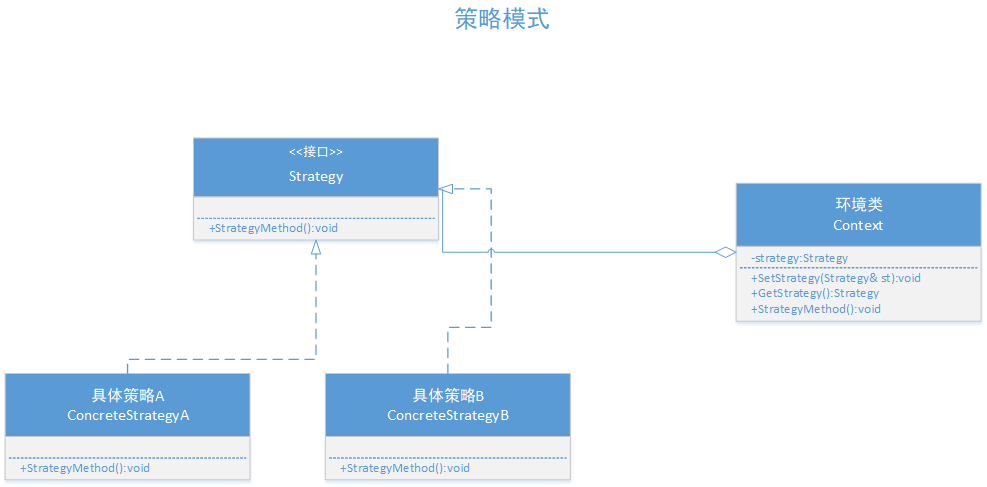 策略模式
<<接口>>
Strategy
+StrategyMethod():void
环境类
Context
-strategy:Strategy
+SetStrategy(Strategy& st):void
+GetStrategy():Strategy
+StrategyMethod():void
具体策略A
ConcreteStrategyA
+StrategyMethod():void
具体策略B
ConcreteStrategyB
+StrategyMethod():void